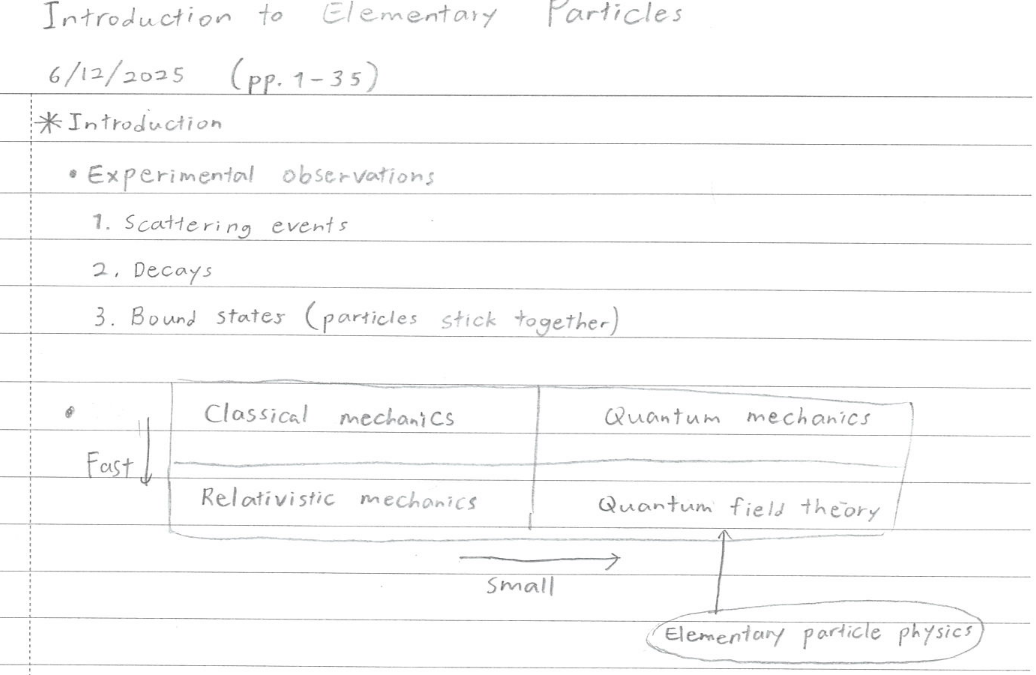 Introduction to Elementary Particles
6/12/2025 (pp. 1-35)
* Introduction
• Experimental observations
1. Scattering events
2. Decays
3. Bound states (particles stick together)
• Classical mechanics Quantum mechanics
Fast
Relativistic mechanics Quantum field theory
Small
Elementary particle physics